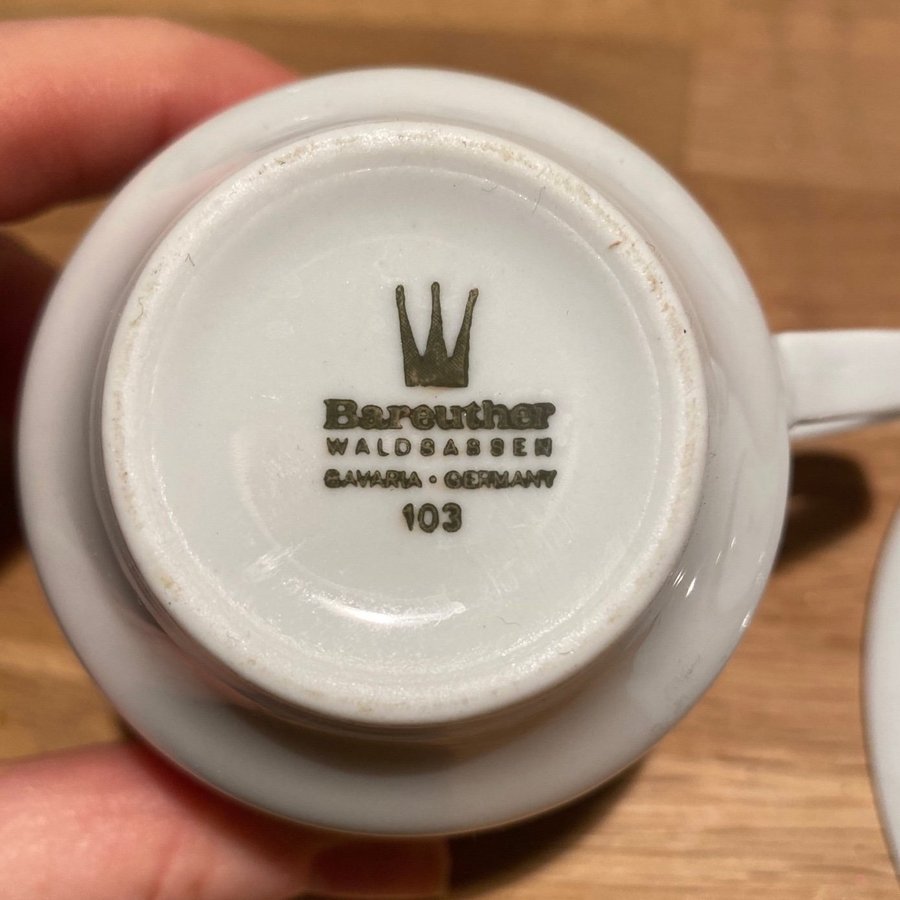 Bareuther
WALDSASSEN
BAVARIA · GERMANY
103